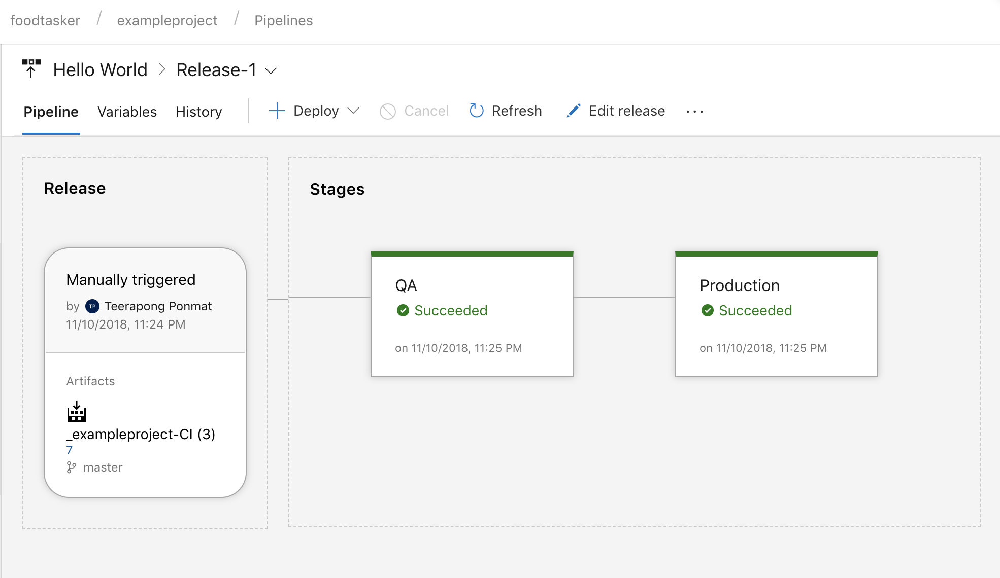 foodtasker / exampleproject / Pipelines
Hello World > Release-1
Pipeline Variables History Deploy Cancel Refresh Edit release ...
Release
Manually triggered
by TP Teerapong Ponmat
11/10/2018, 11:24 PM
Artifacts
_exampleproject-CI (3)
7
master
Stages
QA
Succeeded
on 11/10/2018, 11:25 PM
Production
Succeeded
on 11/10/2018, 11:25 PM